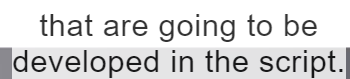 that are going to be
developed in the script.